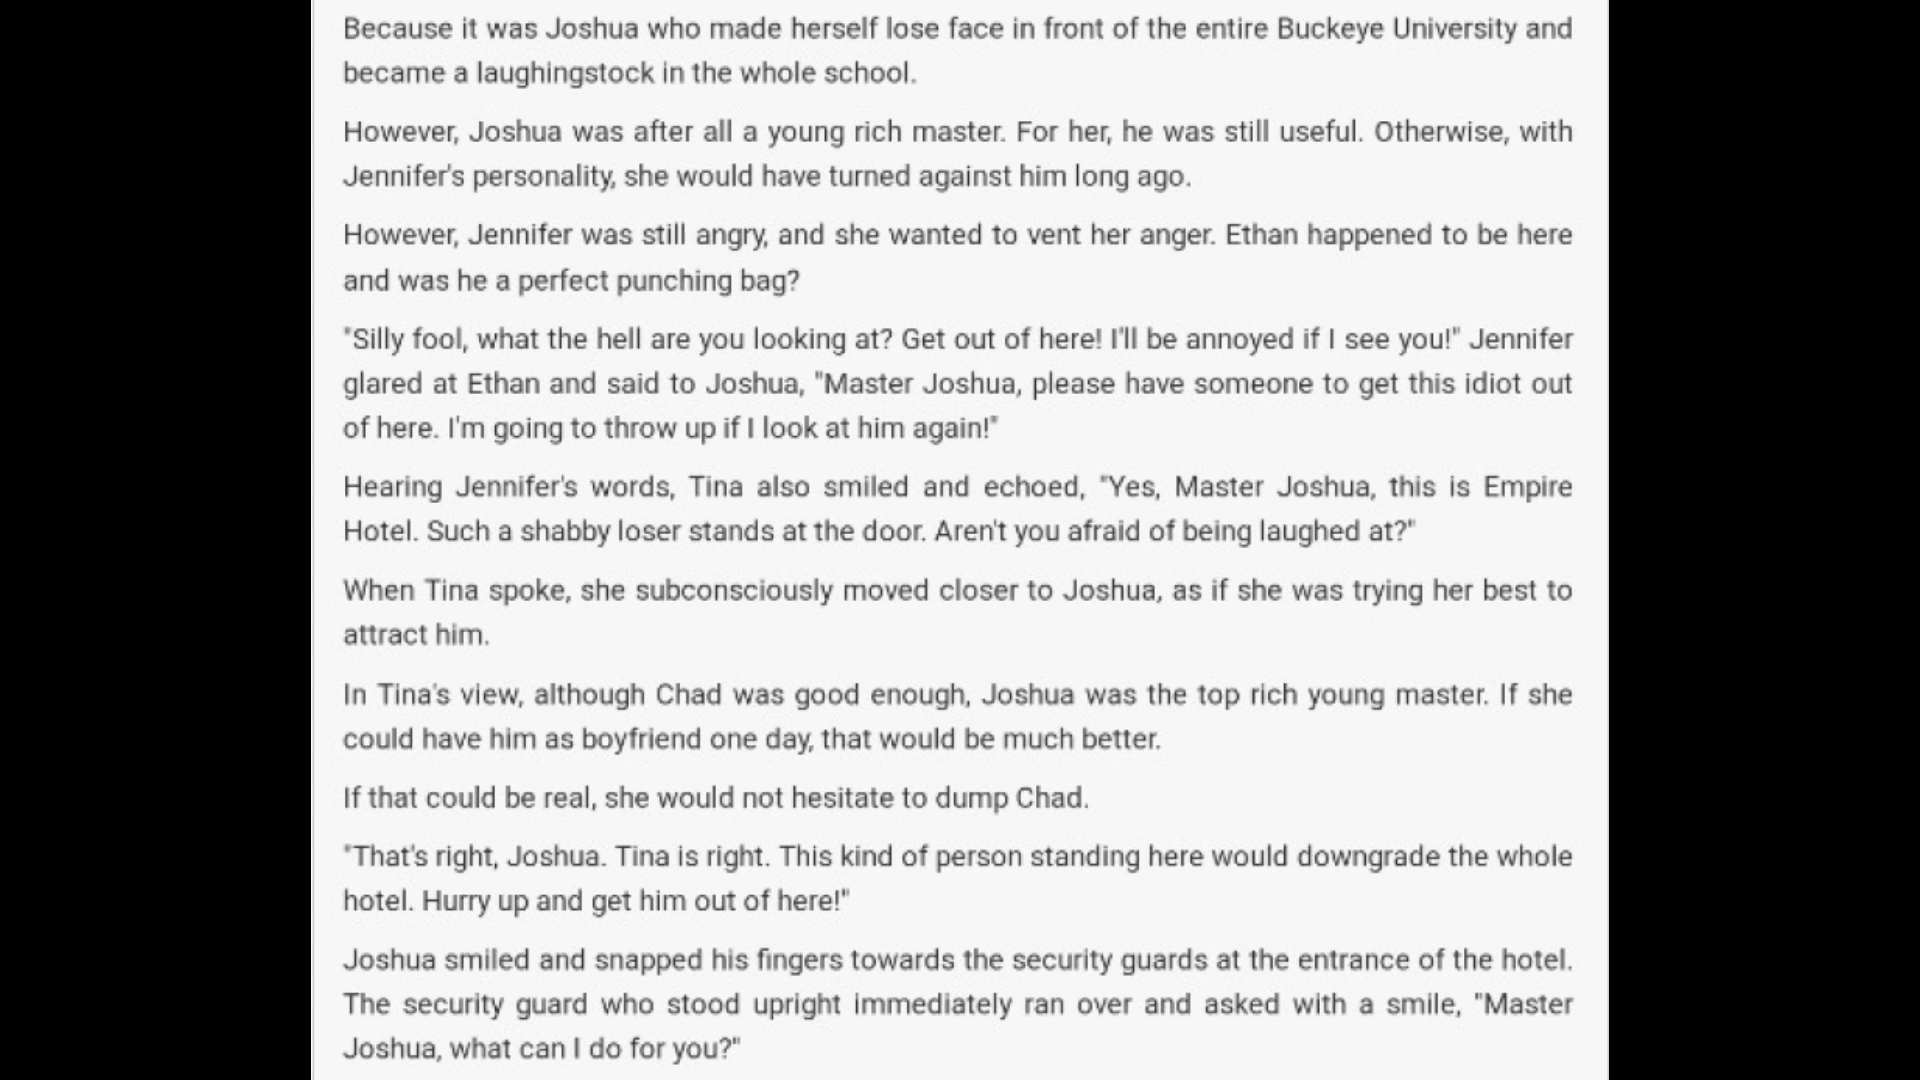 Because it was Joshua who made herself lose face in front of the entire Buckeye University and
became a laughingstock in the whole school.
However, Joshua was after all a young rich master. For her, he was still useful. Otherwise, with
Jennifer's personality, she would have turned against him long ago.
However, Jennifer was still angry, and she wanted to vent her anger. Ethan happened to be here
and was he a perfect punching bag?
"Silly fool, what the hell are you looking at? Get out of here! I'll be annoyed if I see you!" Jennifer
glared at Ethan and said to Joshua, "Master Joshua, please have someone to get this idiot out
of here. I'm going to throw up if I look at him again!"
Hearing Jennifer's words, Tina also smiled and echoed, "Yes, Master Joshua, this is Empire
Hotel. Such a shabby loser stands at the door. Aren't you afraid of being laughed at?"
When Tina spoke, she subconsciously moved closer to Joshua, as if she was trying her best to
attract him.
In Tina's view, although Chad was good enough, Joshua was the top rich young master. If she
could have him as boyfriend one day, that would be much better.
If that could be real, she would not hesitate to dump Chad.
"That's right, Joshua. Tina is right. This kind of person standing here would downgrade the whole
hotel. Hurry up and get him out of here!"
Joshua smiled and snapped his fingers towards the security guards at the entrance of the hotel.
The security guard who stood upright immediately ran over and asked with a smile, "Master
Joshua, what can I do for you?"